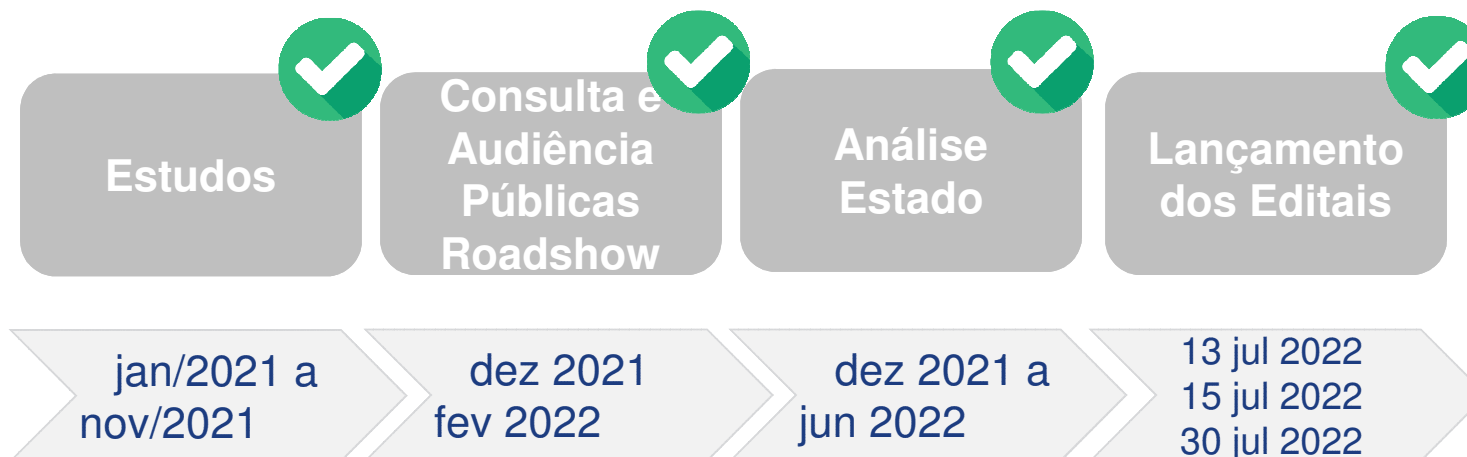 Estudos
Consulta e
Audiência
Públicas
Roadshow
Análise
Estado
Lançamento
dos Editais
jan/2021 a
nov/2021
dez 2021
fev 2022
dez 2021 a
jun 2022
13 jul 2022
15 jul 2022
30 jul 2022